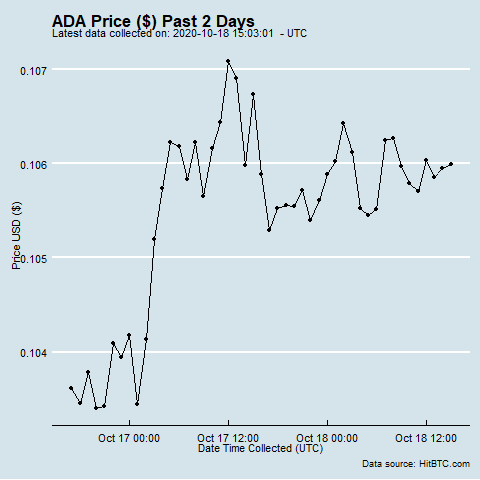 ADA Price ($) Past 2 Days
Latest data collected on: 2020-10-18 15:03:01 - UTC
0.107
0.106
0.105
0.104
Price USD ($)
Oct 17 00:00 Oct 17 12:00 Oct 18 00:00 Oct 18 12:00
Date Time Collected (UTC)
Data source: HitBTC.com